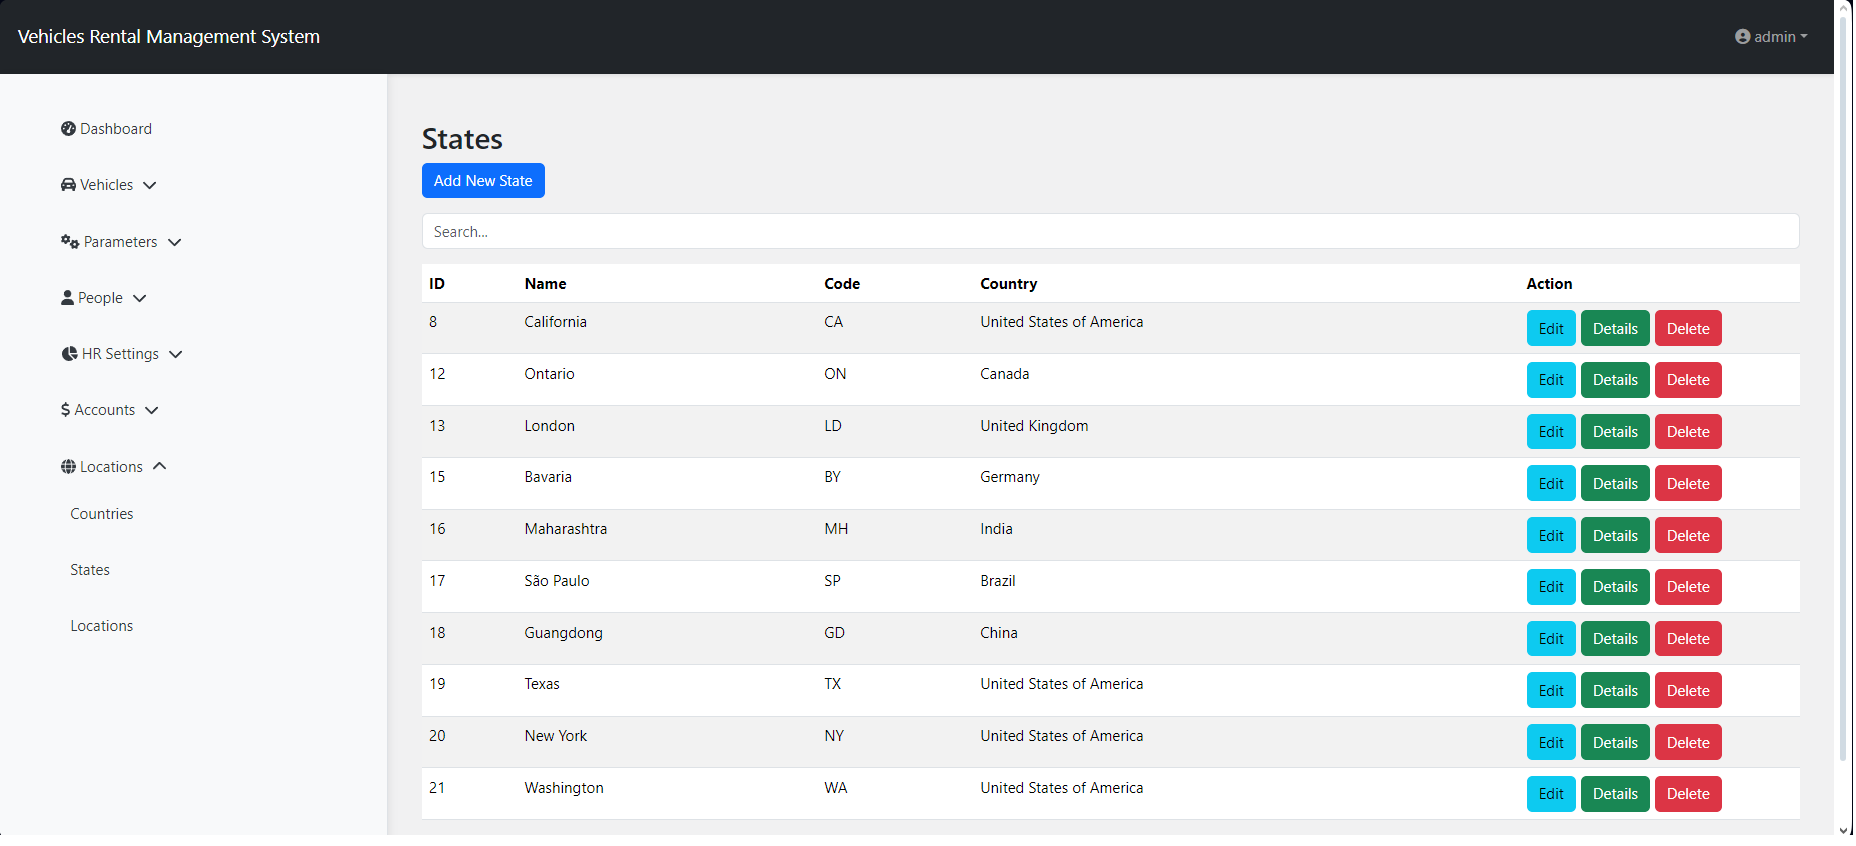 Vehicles Rental Management System
admin
Dashboard
Vehicles
Parameters
People
HR Settings
$ Accounts
Locations
Countries
States
Locations
States
Add New State
Search...
ID Name Code Country Action
8 California CA United States of America Edit Details Delete
12 Ontario ON Canada Edit Details Delete
13 London LD United Kingdom Edit Details Delete
15 Bavaria BY Germany Edit Details Delete
16 Maharashtra MH India Edit Details Delete
17 São Paulo SP Brazil Edit Details Delete
18 Guangdong GD China Edit Details Delete
19 Texas TX United States of America Edit Details Delete
20 New York NY United States of America Edit Details Delete
21 Washington WA United States of America Edit Details Delete